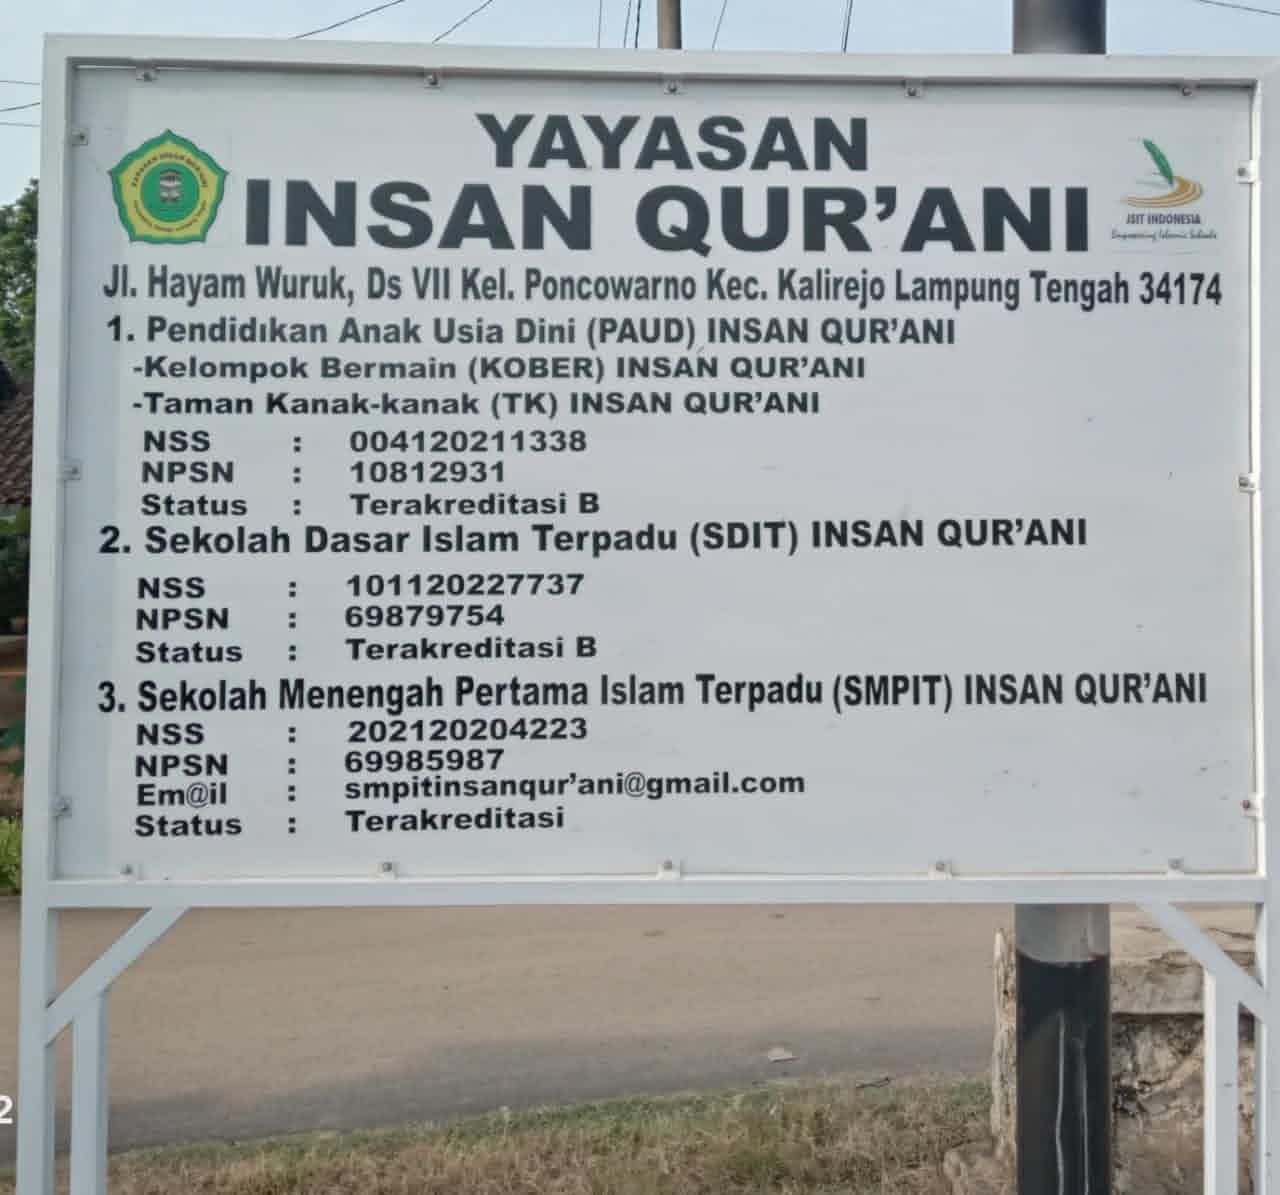 YAYASAN
INSAN QUR'ANI
JSIT INDONESIA
Empowering Islamic Schools
Jl. Hayam Wuruk, Ds VII Kel. Poncowarno Kec. Kalirejo Lampung Tengah 34174
1. Pendidikan Anak Usia Dini (PAUD) INSAN QUR'ANI
-Kelompok Bermain (KOBER) INSAN QUR'ANI
-Taman Kanak-kanak (TK) INSAN QUR'ANI
NSS : 004120211338
NPSN : 10812931
Status : Terakreditasi B
2. Sekolah Dasar Islam Terpadu (SDIT) INSAN QUR'ANI
NSS : 101120227737
NPSN : 69879754
Status : Terakreditasi B
3. Sekolah Menengah Pertama Islam Terpadu (SMPIT) INSAN QUR'ANI
NSS : 202120204223
NPSN : 69985987
Em@il : smpitinsanqur'ani@gmail.com
Status : Terakreditasi
2